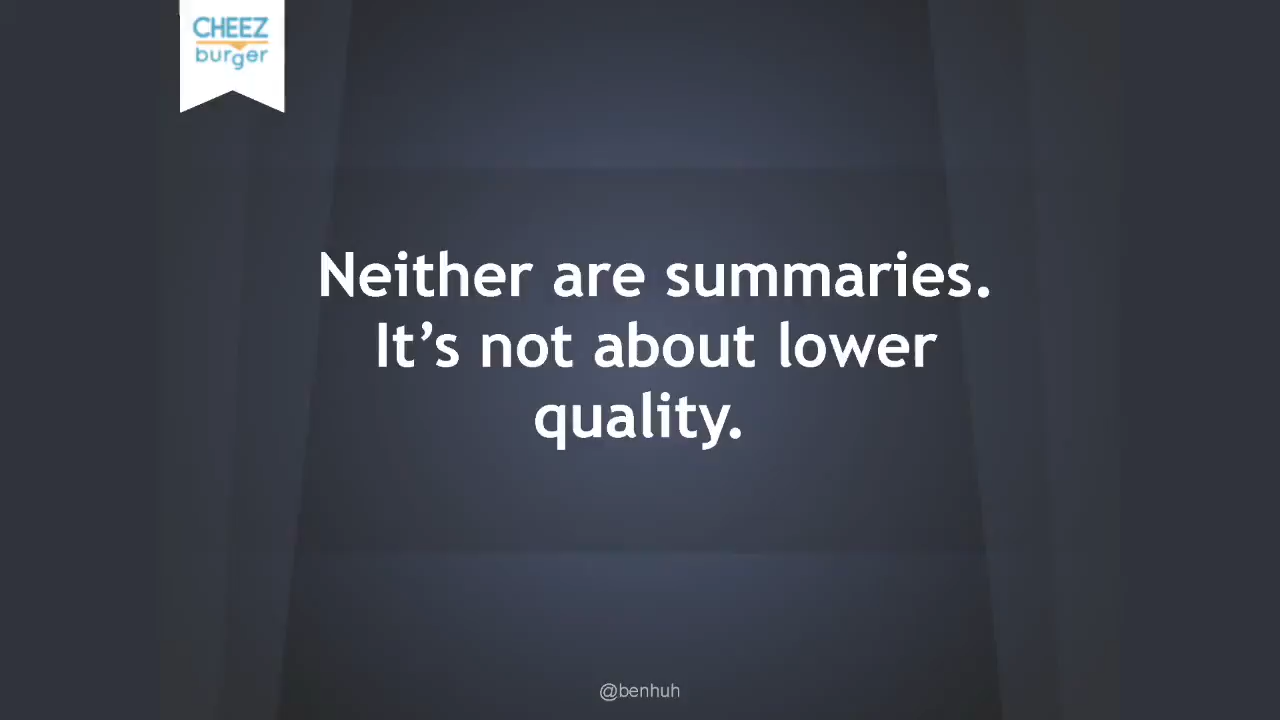 CHEEZ
burger
Neither are summaries.
It’s not about lower
quality.
@benhuh